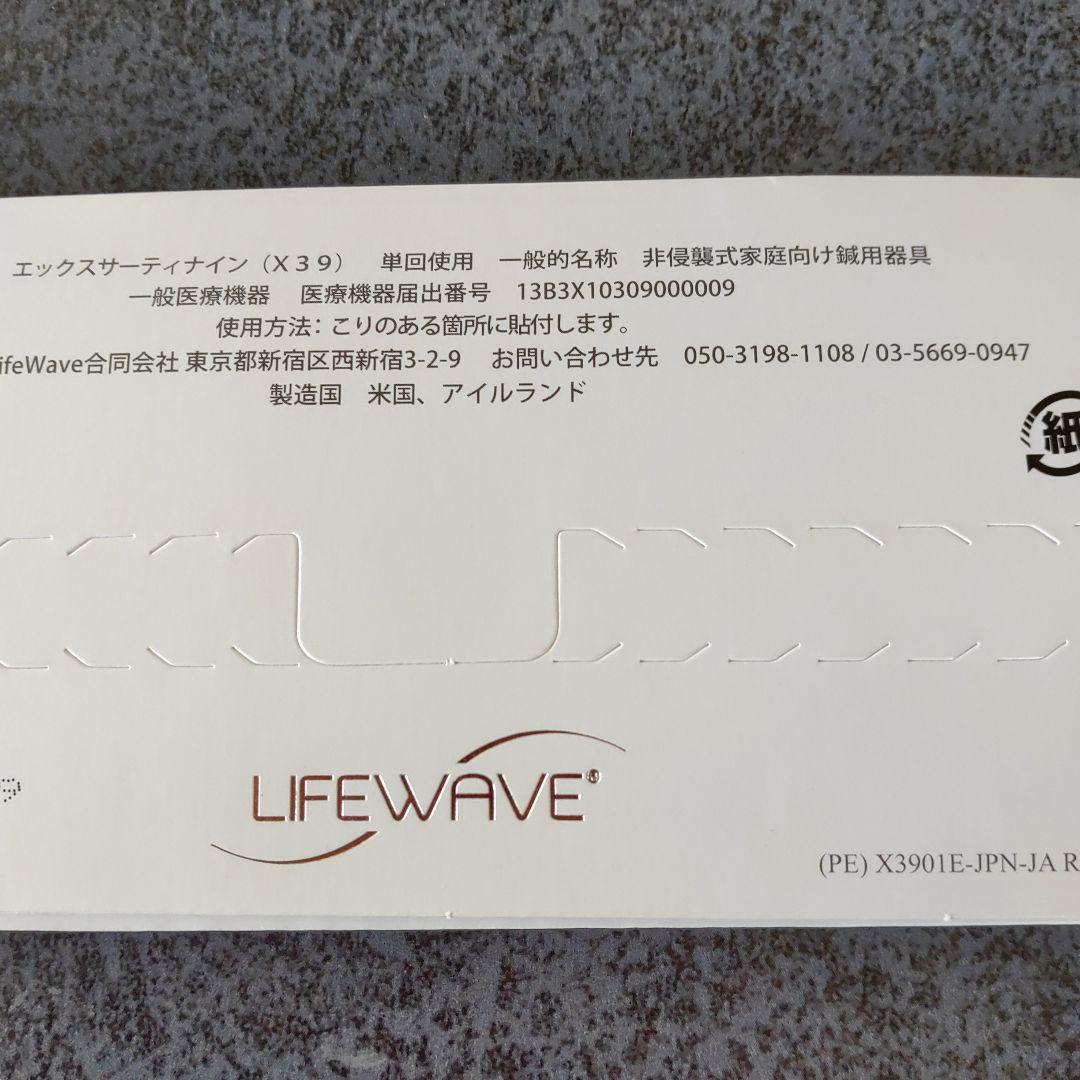 エックスサーティナイン（X３９）　単回使用　一般的名称　非侵襲式家庭向け鍼用器具
一般医療機器　医療機器届出番号　13B3X10309000009
使用方法：こりのある箇所に貼付します。
ifeWave合同会社 東京都新宿区西新宿3-2-9　お問い合わせ先　050-3198-1108 / 03-5669-0947
製造国　米国、アイルランド
紙
LIFEWAVE®
(PE) X3901E-JPN-JA R